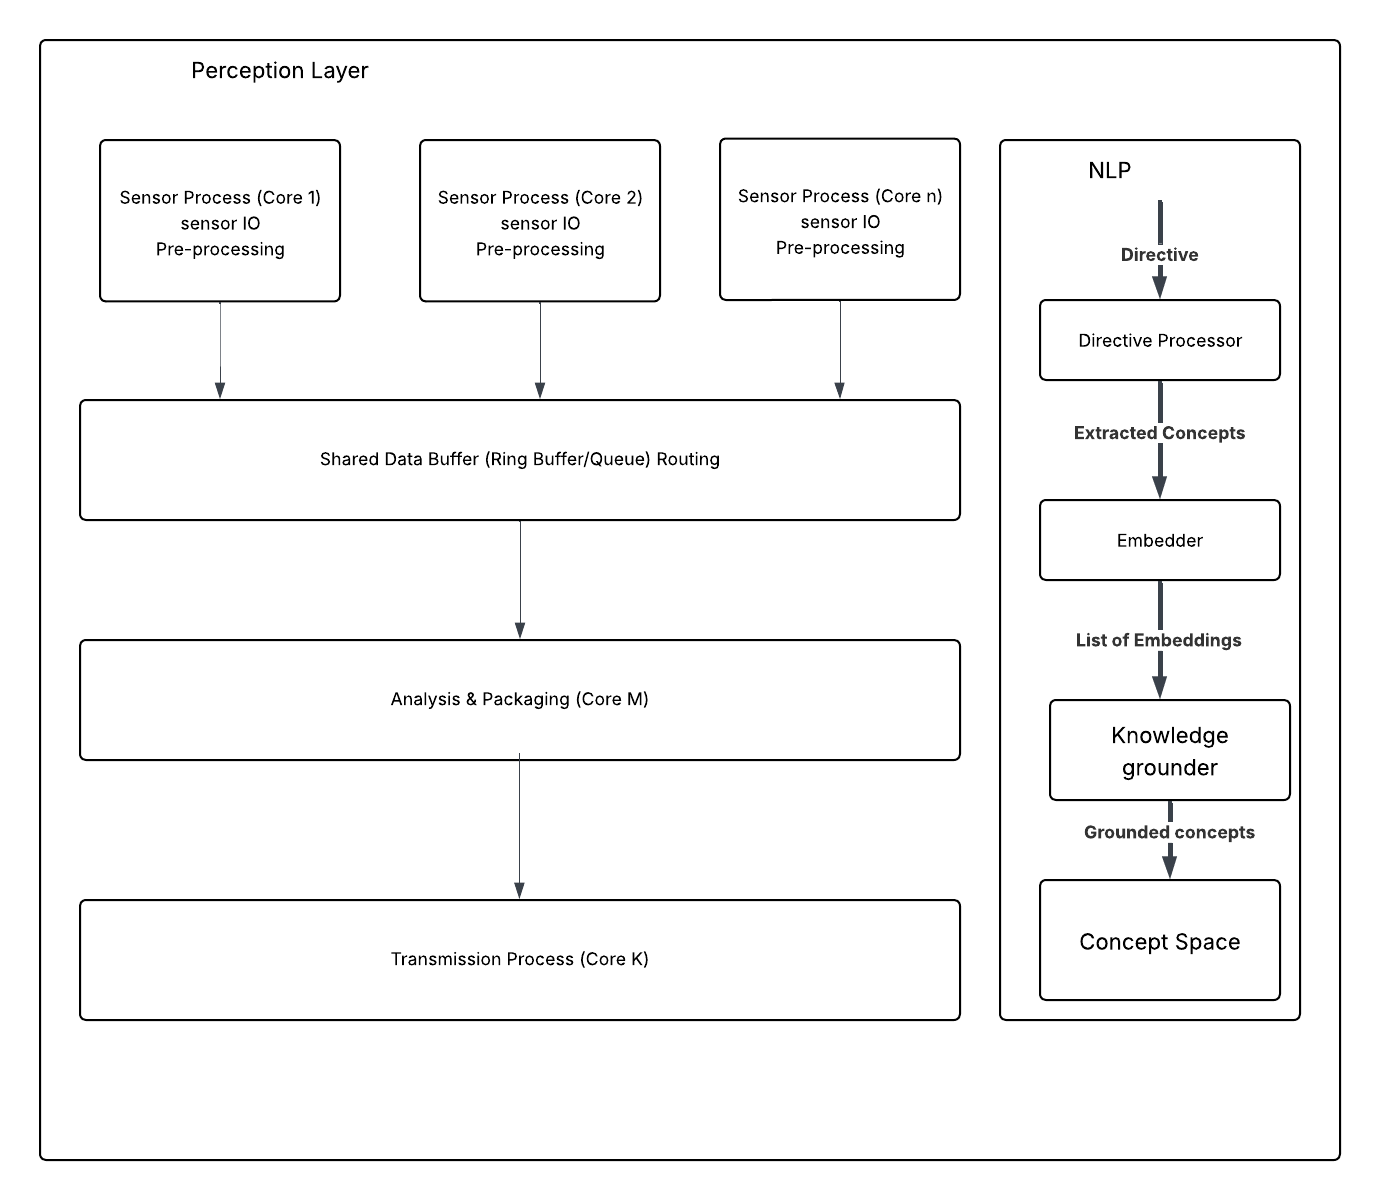 Perception Layer
Sensor Process (Core 1)
sensor IO
Pre-processing
Sensor Process (Core 2)
sensor IO
Pre-processing
Sensor Process (Core n)
sensor IO
Pre-processing
Shared Data Buffer (Ring Buffer/Queue) Routing
Analysis & Packaging (Core M)
Transmission Process (Core K)
NLP
Directive
Directive Processor
Extracted Concepts
Embedder
List of Embeddings
Knowledge
grounder
Grounded concepts
Concept Space